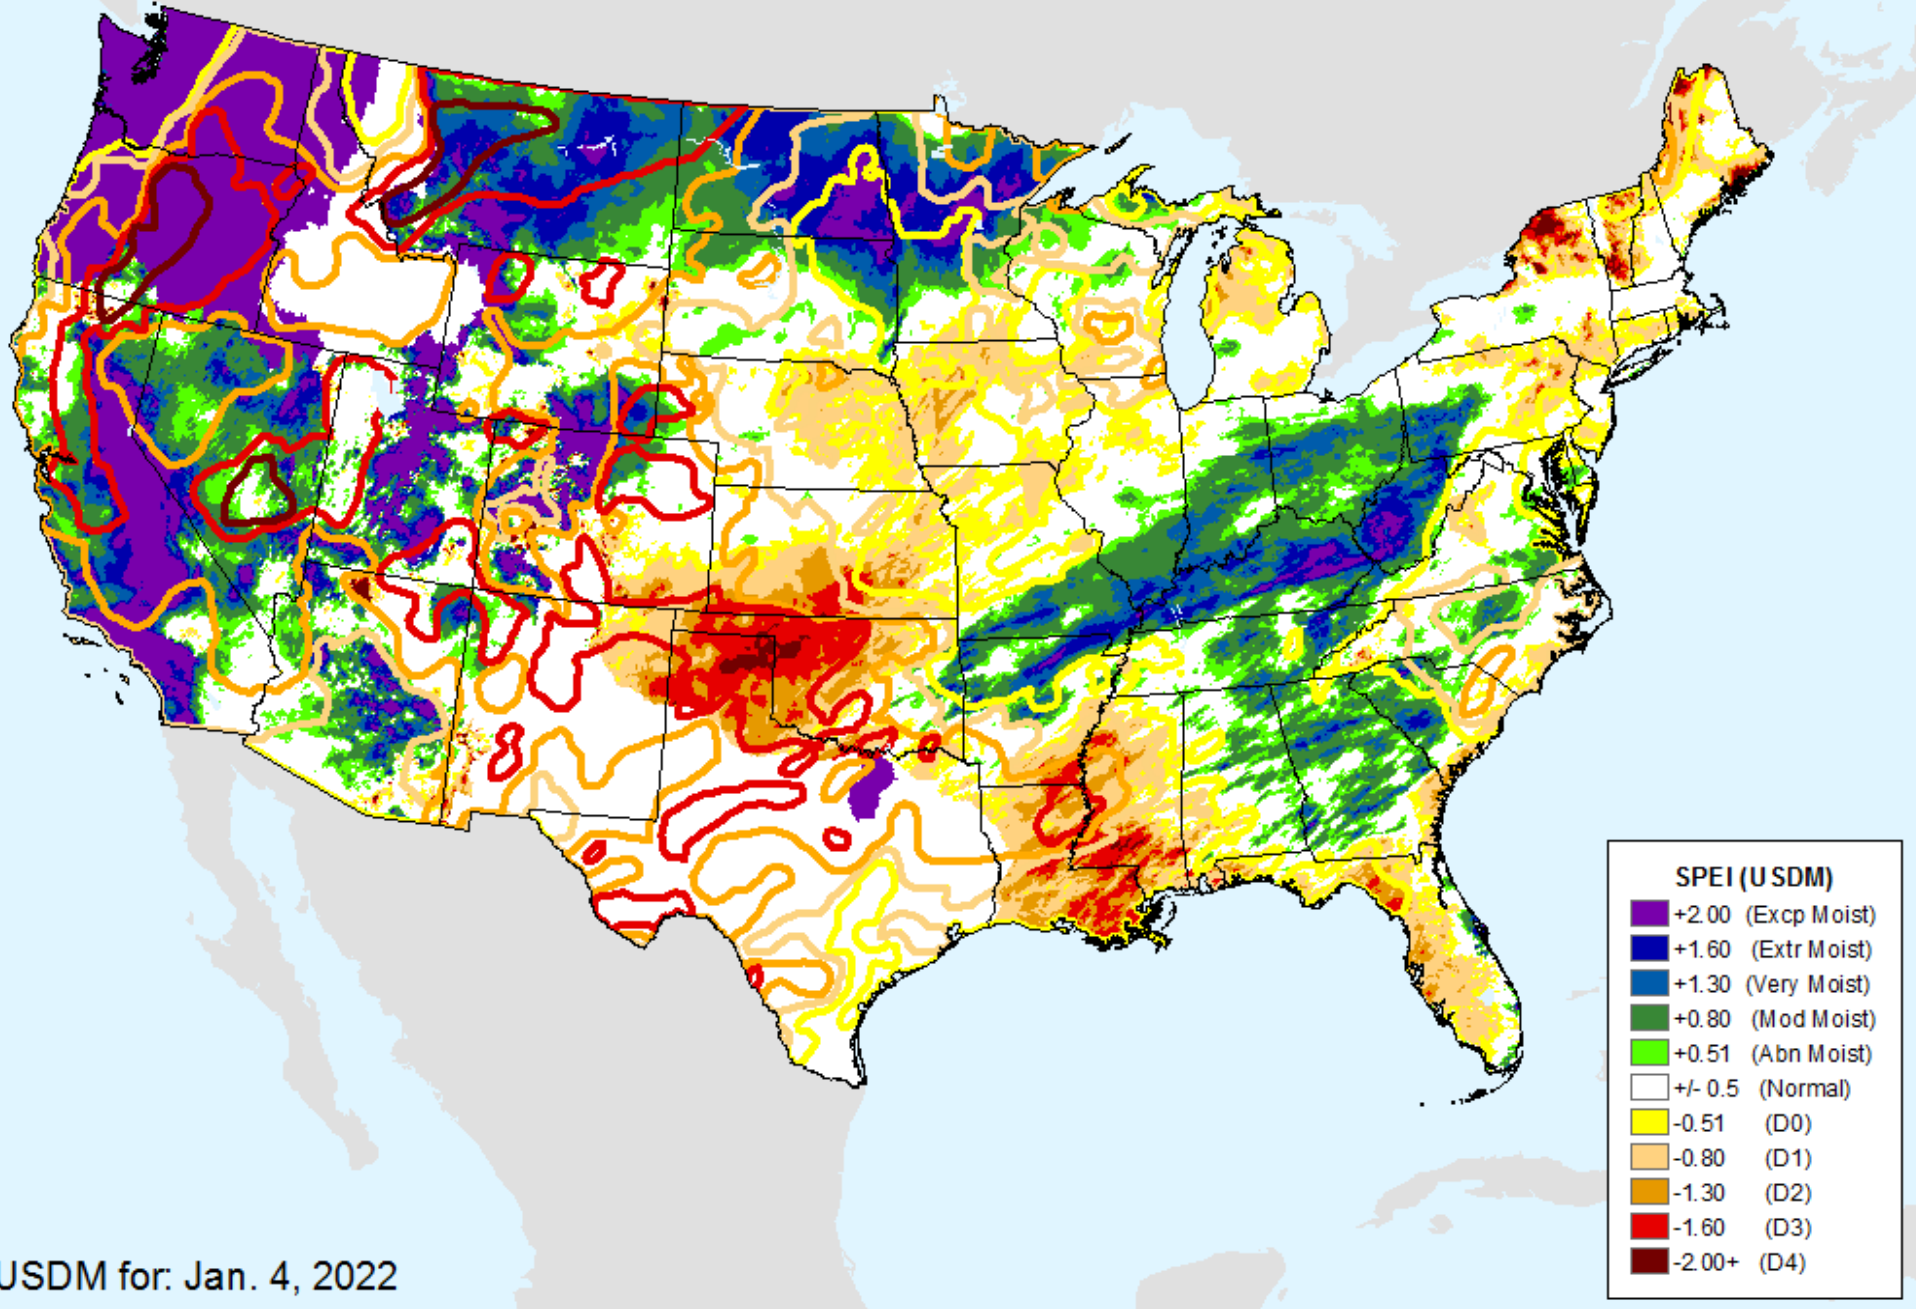 SPEI (USDM)
+2.00 (Excp Moist)
+1.60 (Extr Moist)
+1.30 (Very Moist)
+0.80 (Mod Moist)
+0.51 (Abn Moist)
+/- 0.5 (Normal)
-0.51 (D0)
-0.80 (D1)
-1.30 (D2)
-1.60 (D3)
-2.00+ (D4)
USDM for: Jan. 4, 2022